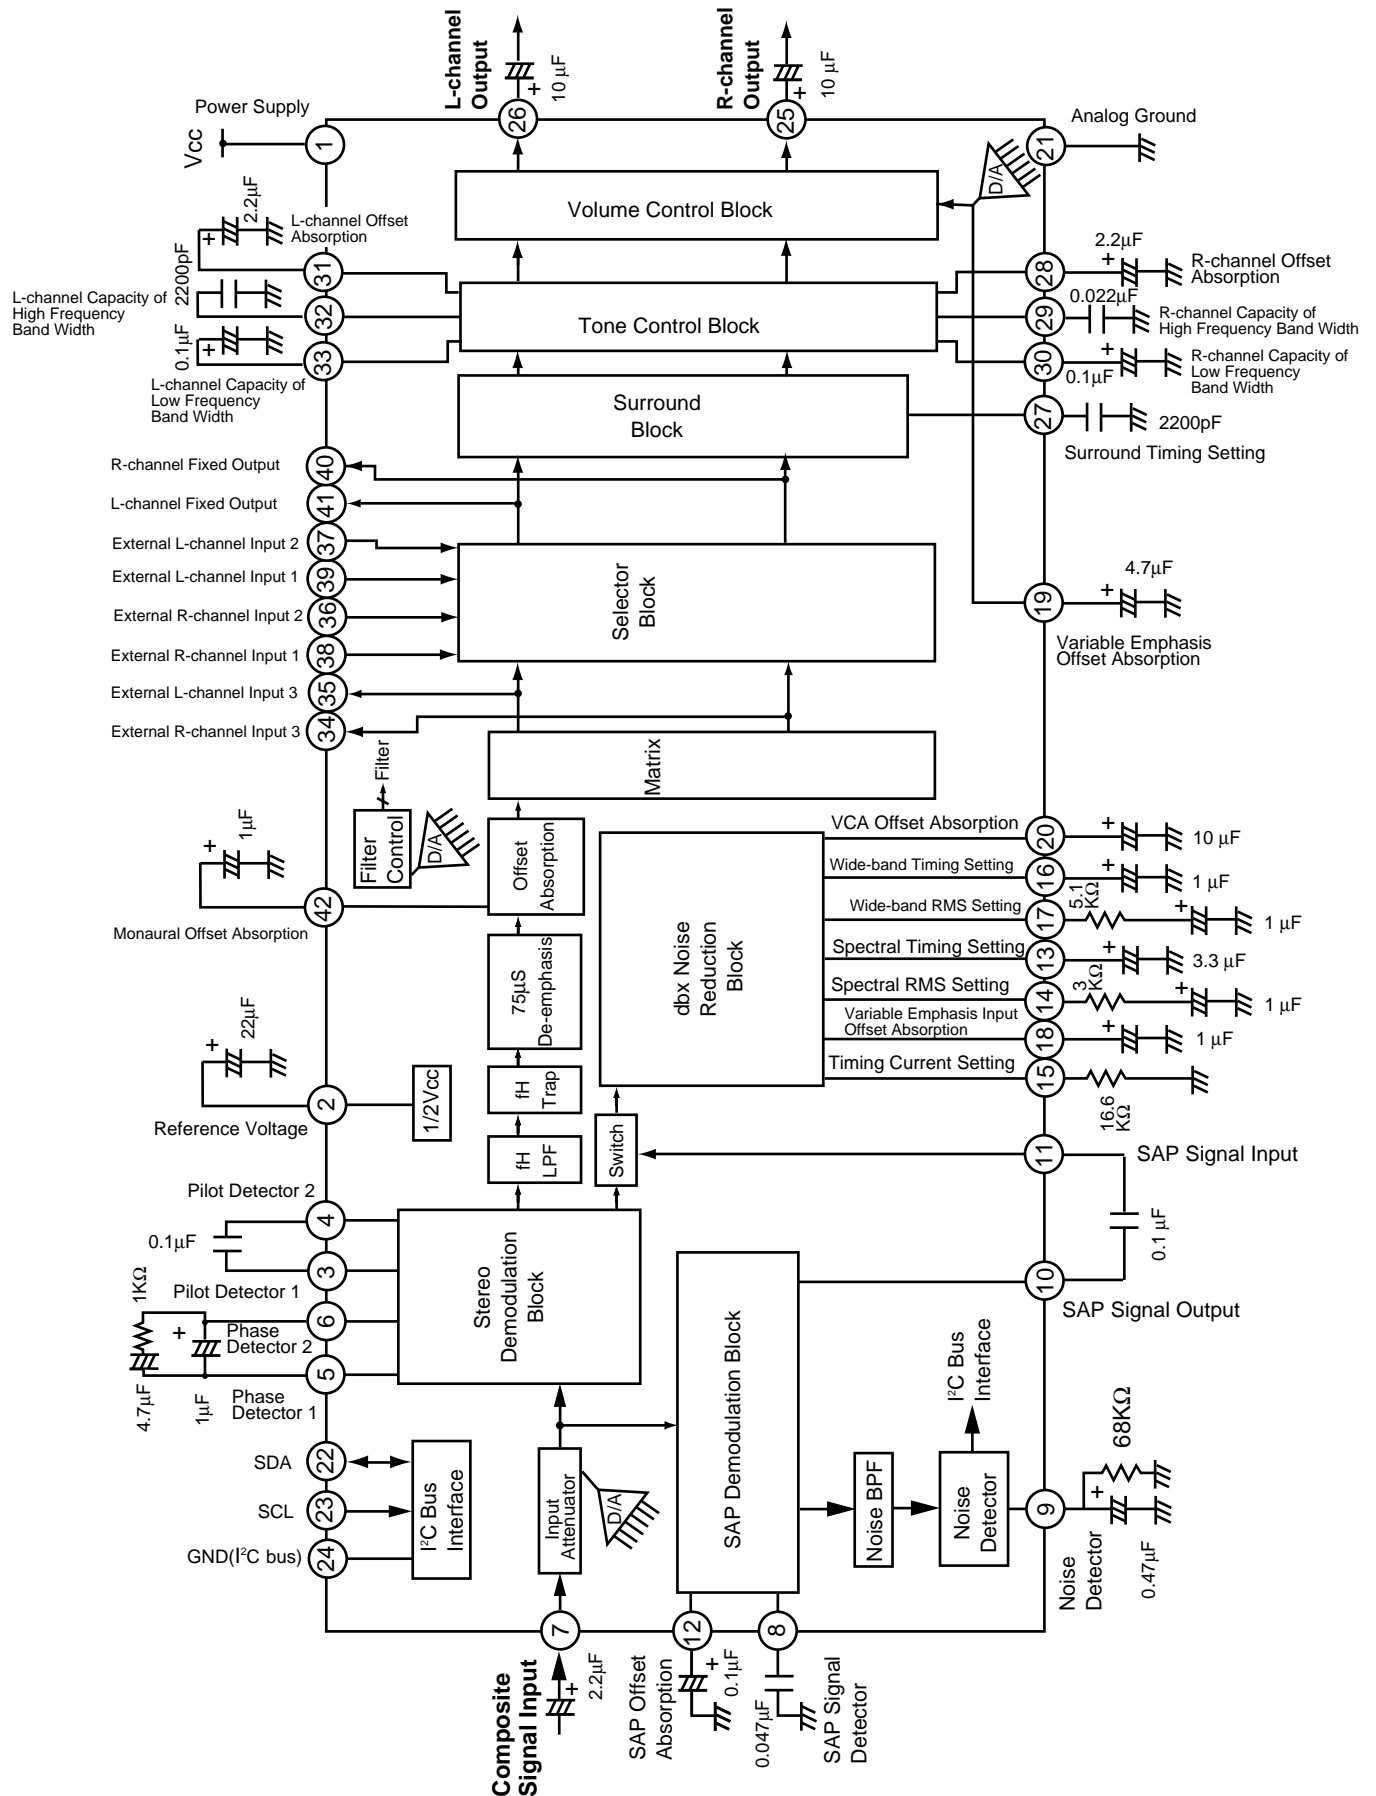 L-channel
Output
10 µF
26
R-channel
Output
10 µF
25
Power Supply
Vcc
1
Analog Ground
21
D/A
Volume Control Block
2.2µF
L-channel Offset
Absorption
31
2200pF
L-channel Capacity of
High Frequency
Band Width
32
0.1µF
33
L-channel Capacity of
Low Frequency
Band Width
Tone Control Block
28
2.2µF
R-channel Offset
Absorption
29
0.022µF
R-channel Capacity of
High Frequency Band Width
30
0.1µF
R-channel Capacity of
Low Frequency
Band Width
Surround
Block
27
2200pF
Surround Timing Setting
R-channel Fixed Output
40
L-channel Fixed Output
41
External L-channel Input 2
37
External L-channel Input 1
39
External R-channel Input 2
36
External R-channel Input 1
38
External L-channel Input 3
35
External R-channel Input 3
34
Selector
Block
19
4.7µF
Variable Emphasis
Offset Absorption
Matrix
Filter
Filter
Control
D/A
1µF
42
Monaural Offset Absorption
Offset
Absorption
75µS
De-emphasis
fH
Trap
fH
LPF
dbx Noise
Reduction
Block
VCA Offset Absorption
20
10 µF
Wide-band Timing Setting
16
1 µF
Wide-band RMS Setting
17
5.1
KΩ
1 µF
Spectral Timing Setting
13
3.3 µF
Spectral RMS Setting
14
3
KΩ
1 µF
Variable Emphasis Input
Offset Absorption
18
1 µF
Timing Current Setting
15
16.6
KΩ
22µF
2
Reference Voltage
1/2Vcc
Switch
11
SAP Signal Input
0.1 µF
10
SAP Signal Output
Pilot Detector 2
4
0.1µF
3
Pilot Detector 1
1KΩ
6
Phase
Detector 2
5
4.7µF
1µF
Phase
Detector 1
Stereo
Demodulation
Block
SDA
22
SCL
23
GND(I²C bus)
24
I²C Bus
Interface
Input
Attenuator
D/A
SAP Demodulation Block
Noise BPF
Noise
Detector
I²C Bus
Interface
9
Noise
Detector
68KΩ
0.47µF
7
2.2µF
Composite
Signal Input
12
0.1µF
SAP Offset
Absorption
8
0.047µF
SAP Signal
Detector